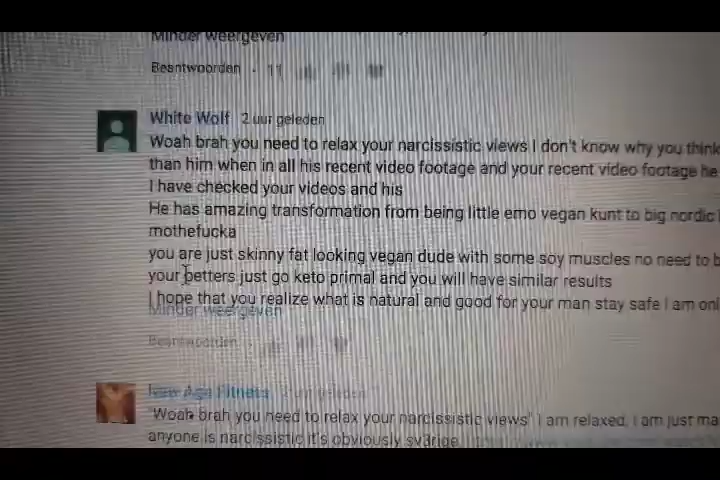 Minder weergeven
Beantwoorden · 11
White Wolf 2 uur geleden
Woah brah you need to relax your narcissistic views I don't know why you think
than him when in all his recent video footage and your recent video footage he
I have checked your videos and his
He has amazing transformation from being little emo vegan kunt to big nordic
mothefucka
you are just skinny fat looking vegan dude with some soy muscles no need to b
your betters just go keto primal and you will have similar results
I hope that you realize what is natural and good for your man stay safe I am onl
Minder weergeven
Beantwoorden ·
New Age Fitness 2 uur geleden
"Woah brah you need to relax your narcissistic views" I am relaxed, I am just ma
anyone is narcissistic it's obviously sv3rige.